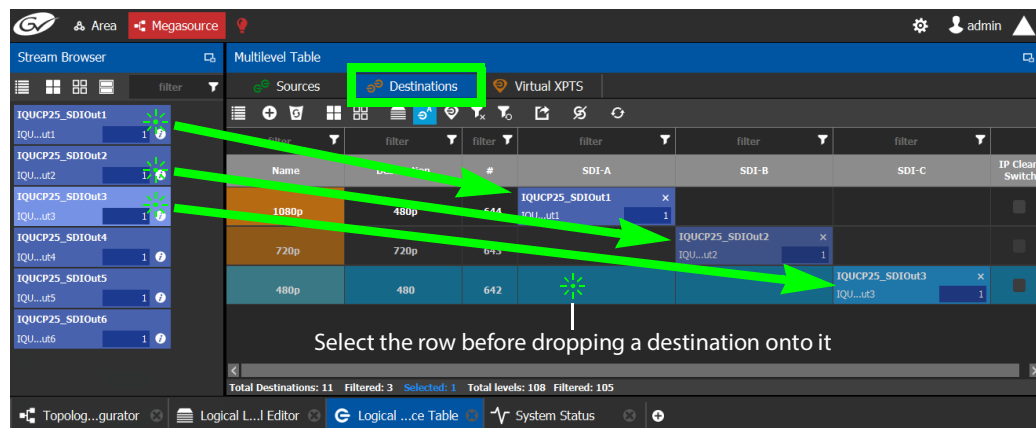 GV Area Megasource admin
Stream Browser
filter
IQUCP25_SDIOut1
IQU...ut1 1
IQUCP25_SDIOut2
IQU...ut2 17
IQUCP25_SDIOut3
IQU...ut3 1
IQUCP25_SDIOut4
IQU...ut4 1
IQUCP25_SDIOut5
IQU...ut5 1
IQUCP25_SDIOut6
IQU...ut6 1
Multilevel Table
Sources Destinations Virtual XPTS
filter filter filter filter filter filter
Name # SDI-A SDI-B SDI-C IP Clean
Switch
1080p 480p 644 IQUCP25_SDIOut1 ×
IQU...ut1 1
720p 720p 643 IQUCP25_SDIOut2 ×
IQU...ut2 1
480p 480 642 IQUCP25_SDIOut3 ×
IQU...ut3 1
Select the row before dropping a destination onto it
Total Destinations: 11 Filtered: 3 Selected: 1 Total levels: 108 Filtered: 105
Topolog...gurator Logical L...l Editor Logical ...ce Table System Status